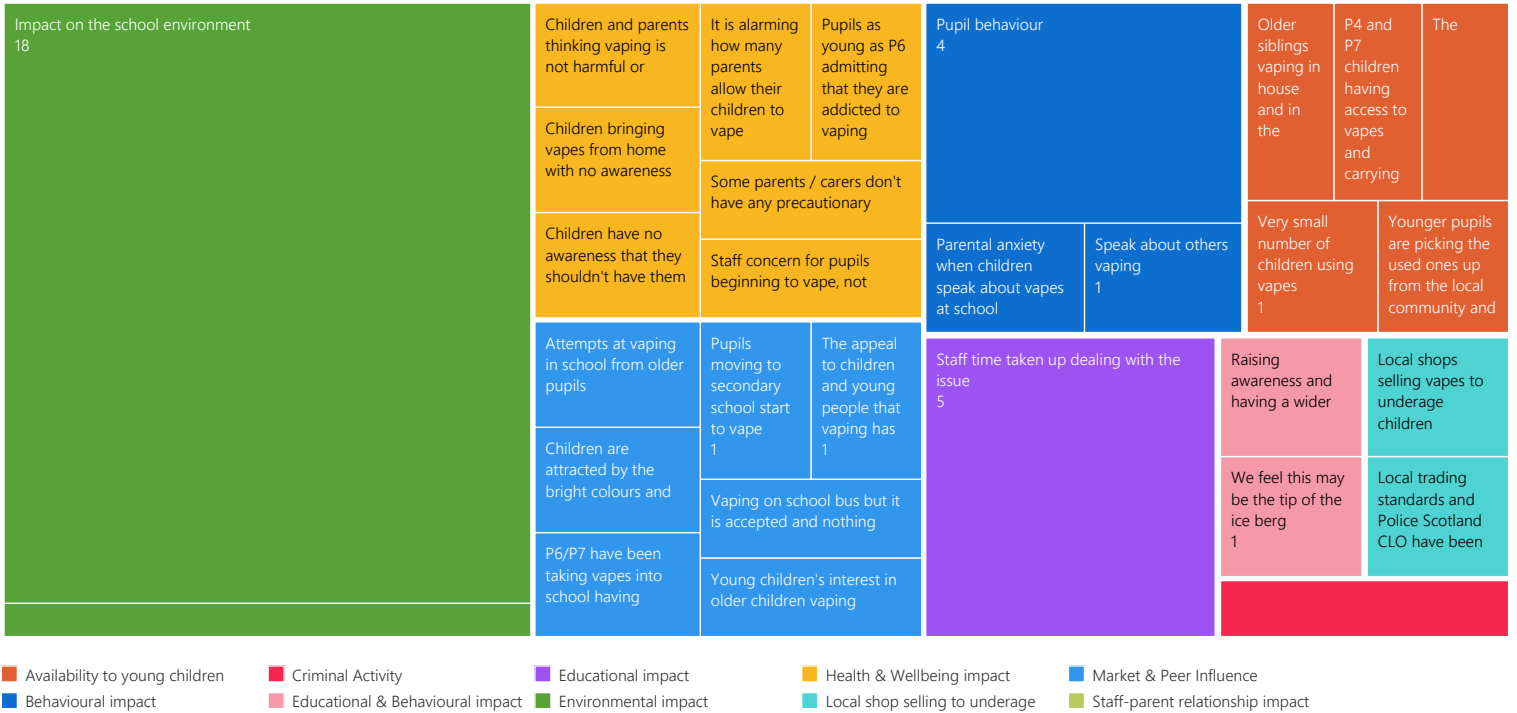 Impact on the school environment
18
Children and parents
thinking vaping is
not harmful or
Children bringing
vapes from home
with no awareness
Children have no
awareness that they
shouldn't have them
It is alarming
how many
parents
allow their
children to
vape
Pupils as
young as P6
admitting
that they are
addicted to
vaping
Some parents / carers don't
have any precautionary
Staff concern for pupils
beginning to vape, not
Attempts at vaping
in school from older
pupils
Children are
attracted by the
bright colours and
P6/P7 have been
taking vapes into
school having
Pupils
moving to
secondary
school start
to vape
1
The appeal
to children
and young
people that
vaping has
1
Vaping on school bus but it
is accepted and nothing
Young children's interest in
older children vaping
Pupil behaviour
4
Parental anxiety
when children
speak about vapes
at school
Speak about others
vaping
1
Staff time taken up dealing with the
issue
5
Older
siblings
vaping in
house
and in
the
P4 and
P7
children
having
access to
vapes
and
carrying
The
Very small
number of
children using
vapes
1
Younger pupils
are picking the
used ones up
from the local
community and
Raising
awareness and
having a wider
We feel this may
be the tip of the
ice berg
1
Local shops
selling vapes to
underage
children
Local trading
standards and
Police Scotland
CLO have been
Availability to young children
Criminal Activity
Educational impact
Health & Wellbeing impact
Market & Peer Influence
Behavioural impact
Educational & Behavioural impact
Environmental impact
Local shop selling to underage
Staff-parent relationship impact